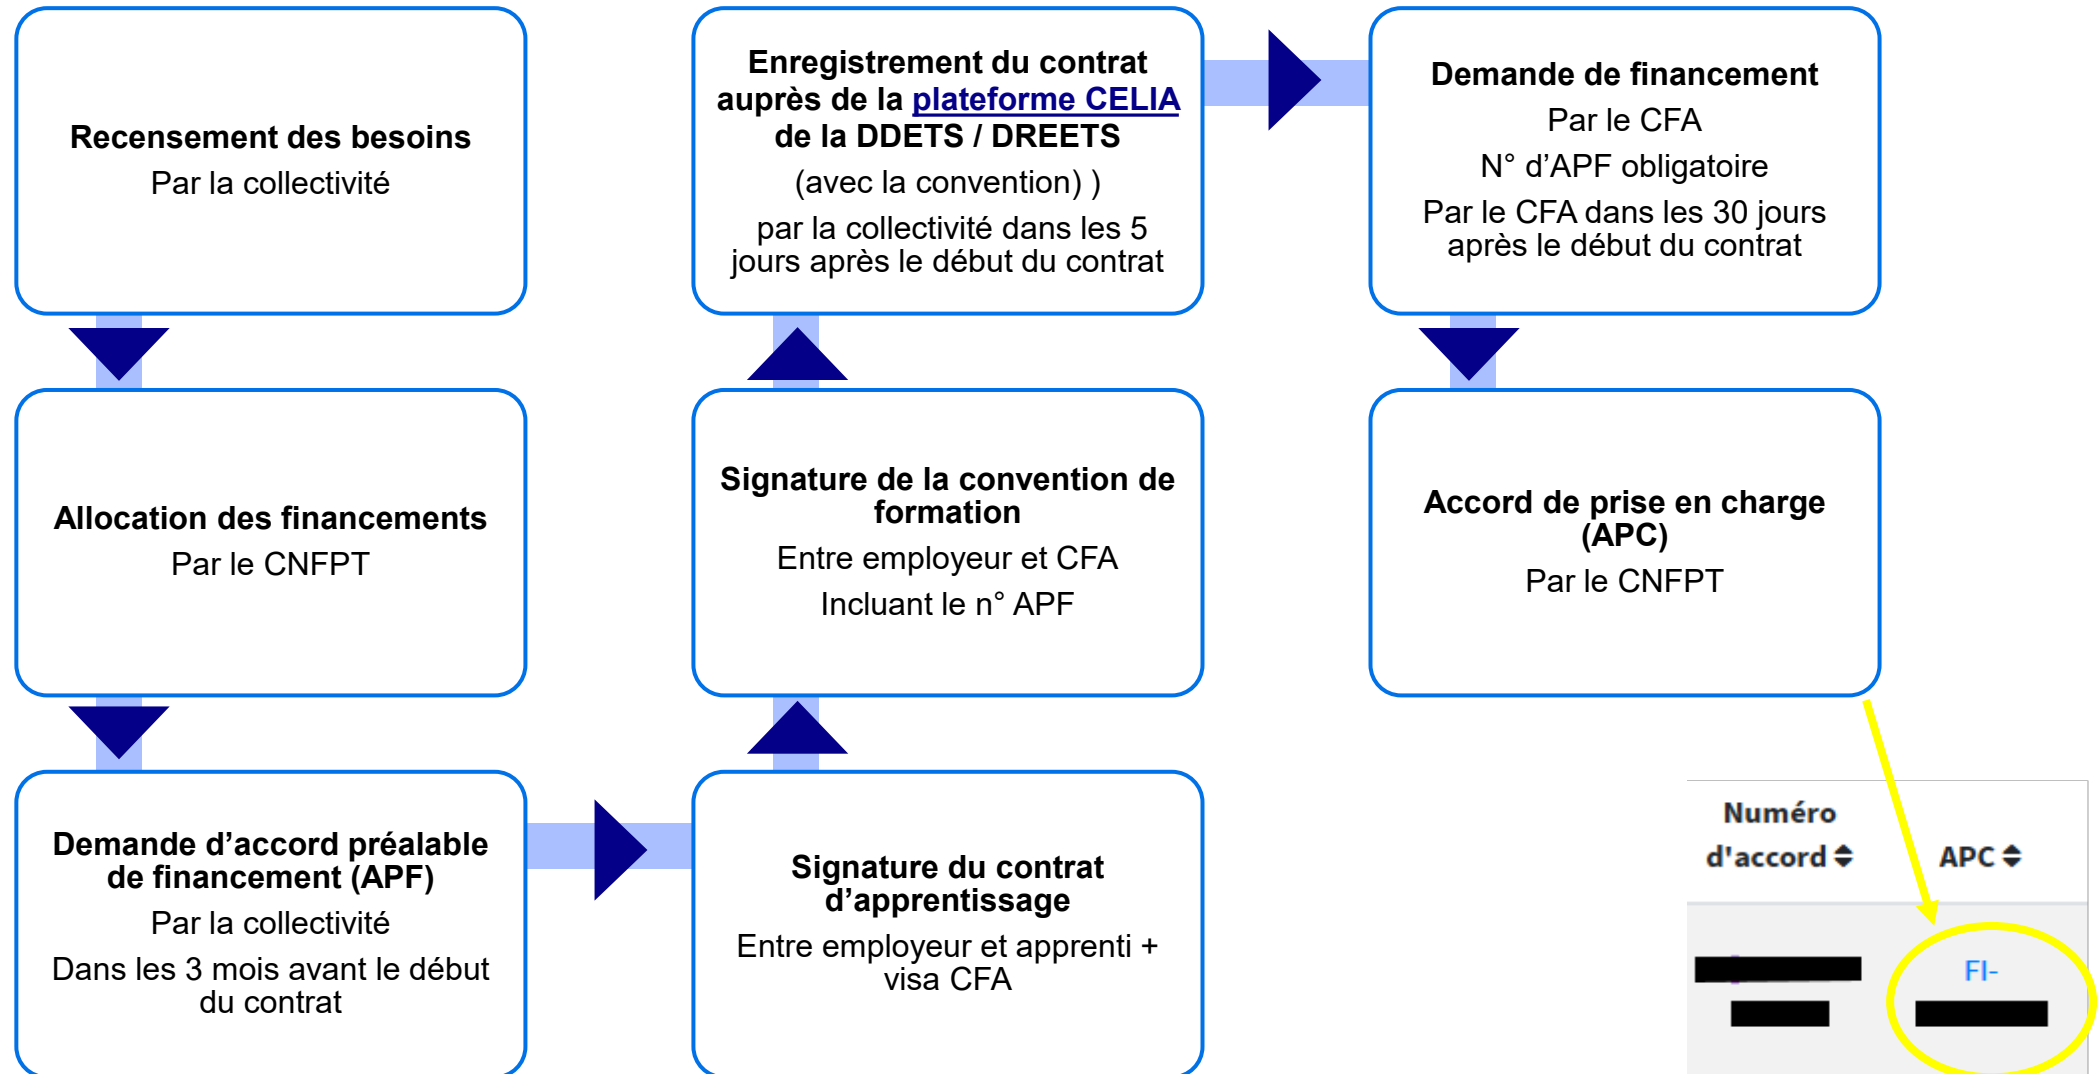 Recensement des besoins
Par la collectivité
Allocation des financements
Par le CNFPT
Demande d’accord préalable
de financement (APF)
Par la collectivité
Dans les 3 mois avant le début
du contrat
Signature du contrat
d’apprentissage
Entre employeur et apprenti +
visa CFA
Signature de la convention de
formation
Entre employeur et CFA
Incluant le n° APF
Enregistrement du contrat
auprès de la plateforme CELIA
de la DDETS / DREETS
(avec la convention) )
par la collectivité dans les 5
jours après le début du contrat
Demande de financement
Par le CFA
N° d’APF obligatoire
Par le CFA dans les 30 jours
après le début du contrat
Accord de prise en charge
(APC)
Par le CNFPT
Numéro
d'accord
APC
FI-